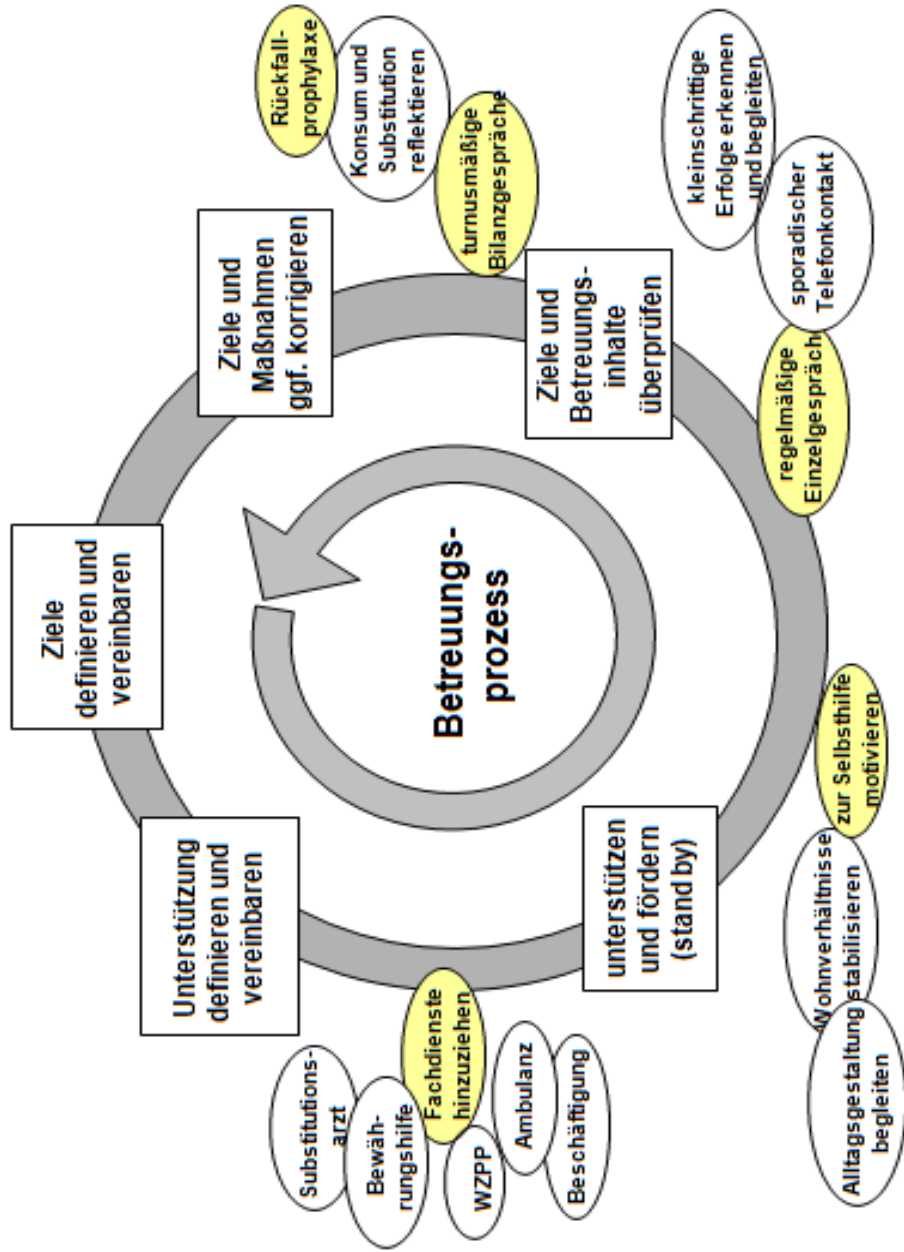 Ziele
definieren und
vereinbaren
Unterstützung
definieren und
vereinbaren
Ziele und
Maßnahmen
ggf. korrigieren
Rückfall-
prophylaxe
Konsum und
Substitution
reflektieren
turnusmäßige
Bilanzgespräche
Substitutions-
arzt
Bewäh-
rungshilfe
Fachdienste
hinzuziehen
WZPP
Ambulanz
Beschäftigung
Betreuungs-
prozess
Ziele und
Betreuungs-
inhalte
überprüfen
unterstützen
und fördern
(stand by)
kleinschrittige
Erfolge erkennen
und begleiten
sporadischer
Telefonkontakt
regelmäßige
Einzelgespräche
zur Selbsthilfe
motivieren
Wohnverhältnisse
stabilisieren
Alltagsgestaltung
begleiten